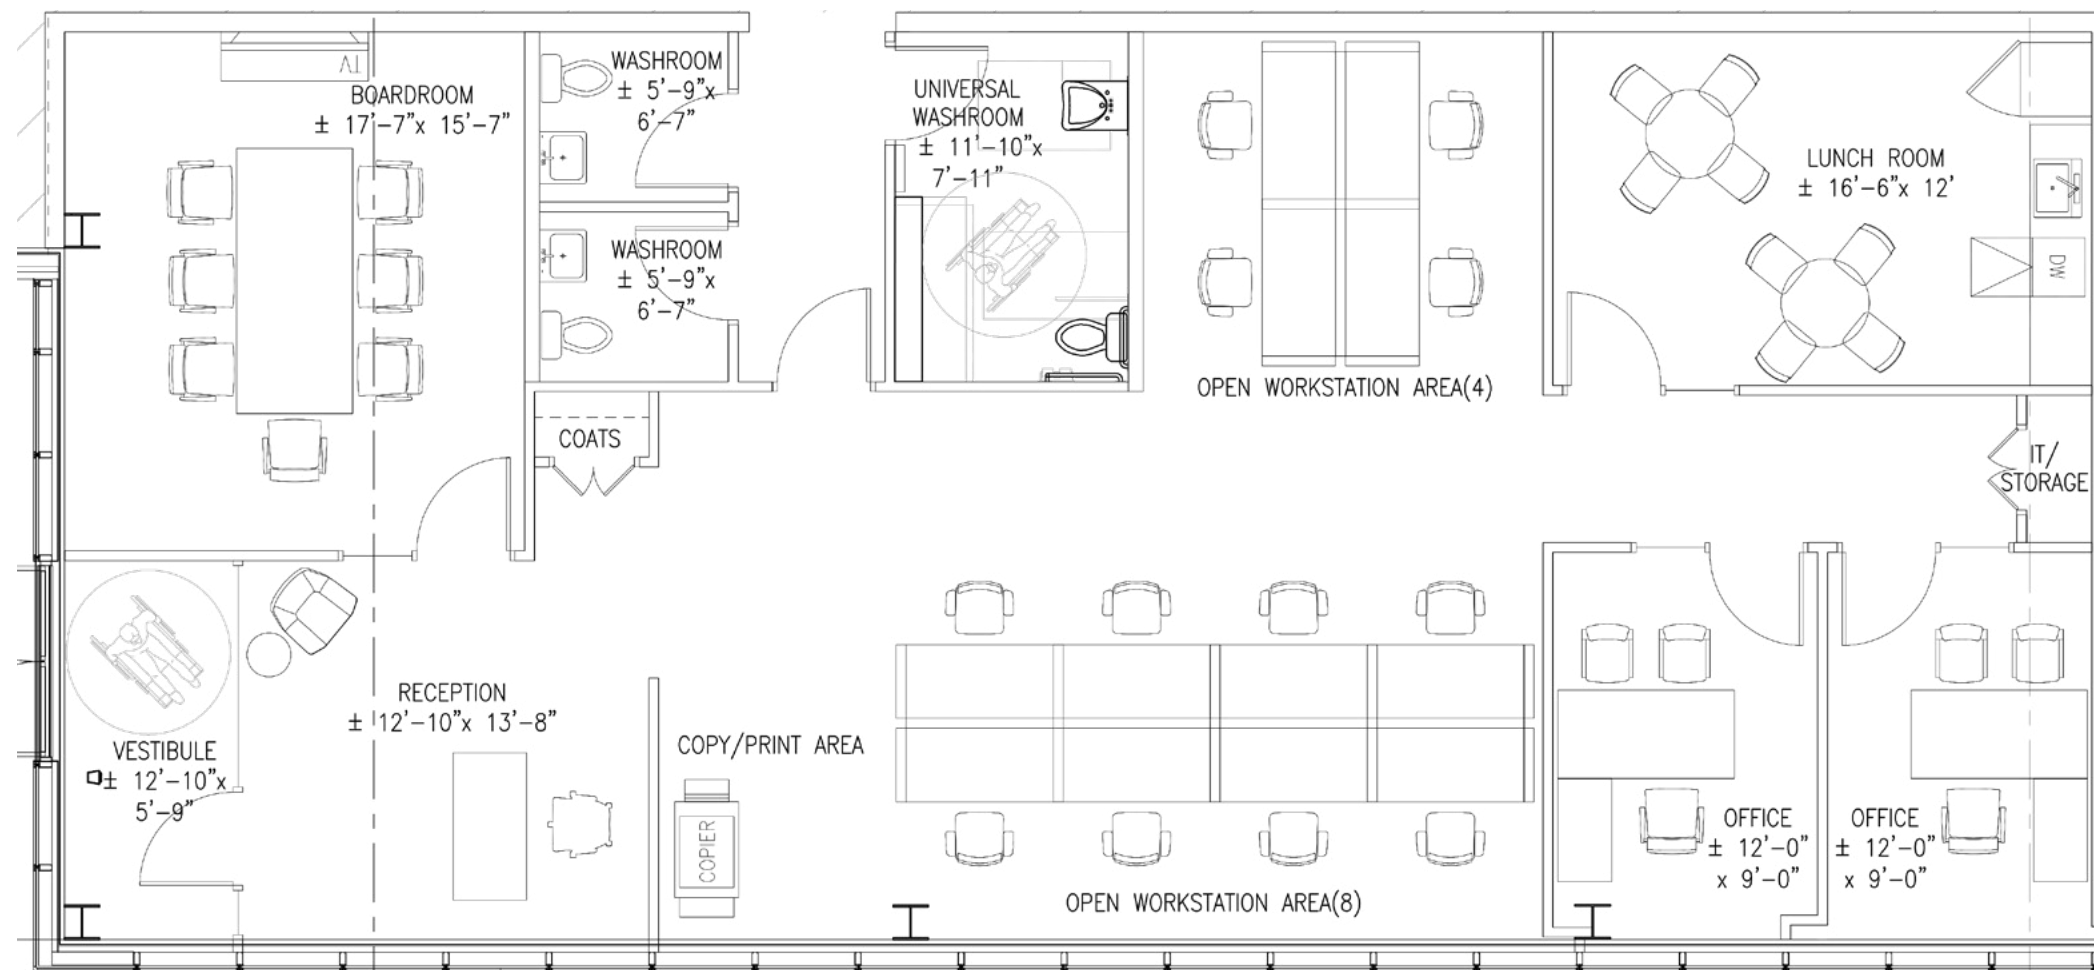 TV
BOARDROOM
± 17'-7"x 15'-7"
WASHROOM
± 5'-9"x
6'-7"
UNIVERSAL
WASHROOM
± 11'-10"x
7'-11"
LUNCH ROOM
± 16'-6"x 12'
WASHROOM
± 5'-9"x
6'-7"
DW
OPEN WORKSTATION AREA(4)
COATS
IT/
STORAGE
RECEPTION
± 12'-10"x 13'-8"
VESTIBULE
± 12'-10"x
5'-9"
COPY/PRINT AREA
COPIER
OPEN WORKSTATION AREA(8)
OFFICE
± 12'-0"
x 9'-0"
OFFICE
± 12'-0"
x 9'-0"